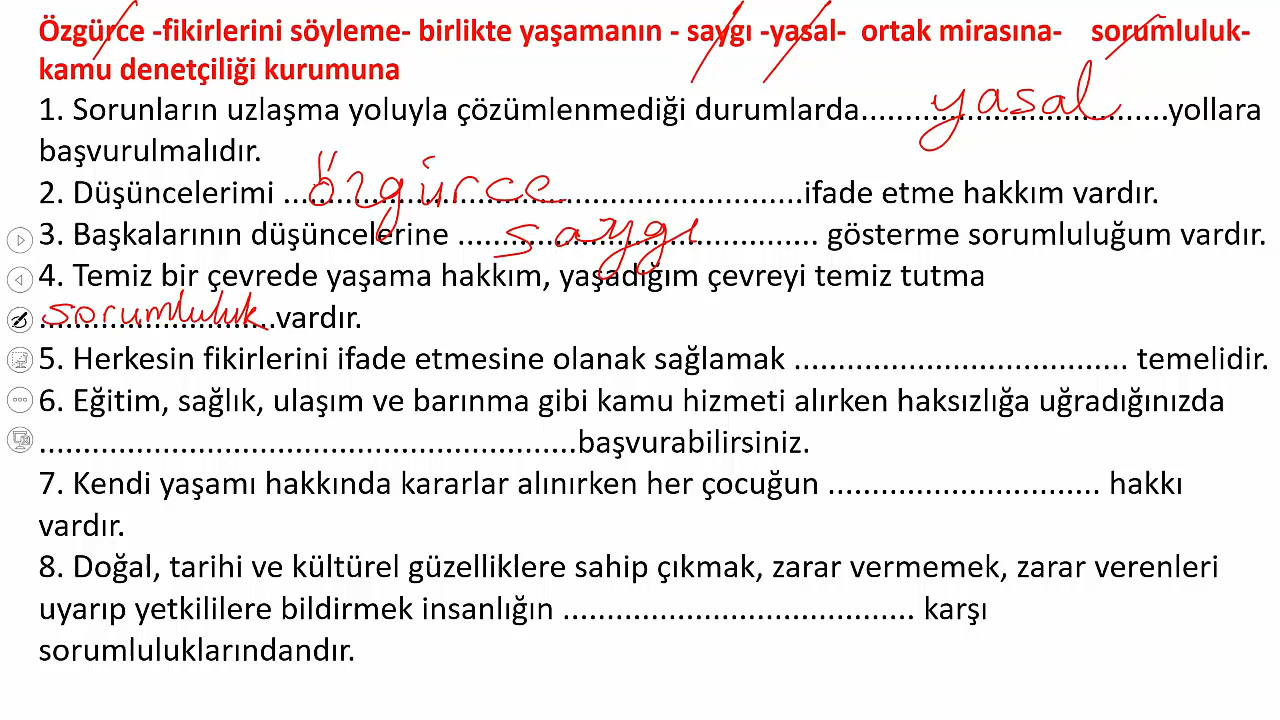 Özgürce -fikirlerini söyleme- birlikte yaşamanın - saygı -yasal- ortak mirasına- sorumluluk-
kamu denetçiliği kurumuna
1. Sorunların uzlaşma yoluyla çözümlenmediği durumlarda.......yasal.......yollara
başvurulmalıdır.
2. Düşüncelerimi ...özgürce...........................ifade etme hakkım vardır.
3. Başkalarının düşüncelerine .....saygı.............. gösterme sorumluluğum vardır.
4. Temiz bir çevrede yaşama hakkım, yaşadığım çevreyi temiz tutma
sorumluluk.vardır.
5. Herkesin fikirlerini ifade etmesine olanak sağlamak ...................................... temelidir.
6. Eğitim, sağlık, ulaşım ve barınma gibi kamu hizmeti alırken haksızlığa uğradığınızda
.............................................................başvurabilirsiniz.
7. Kendi yaşamı hakkında kararlar alınırken her çocuğun ............................... hakkı
vardır.
8. Doğal, tarihi ve kültürel güzelliklere sahip çıkmak, zarar vermemek, zarar verenleri
uyarıp yetkililere bildirmek insanlığın ........................................ karşı
sorumluluklarındandır.